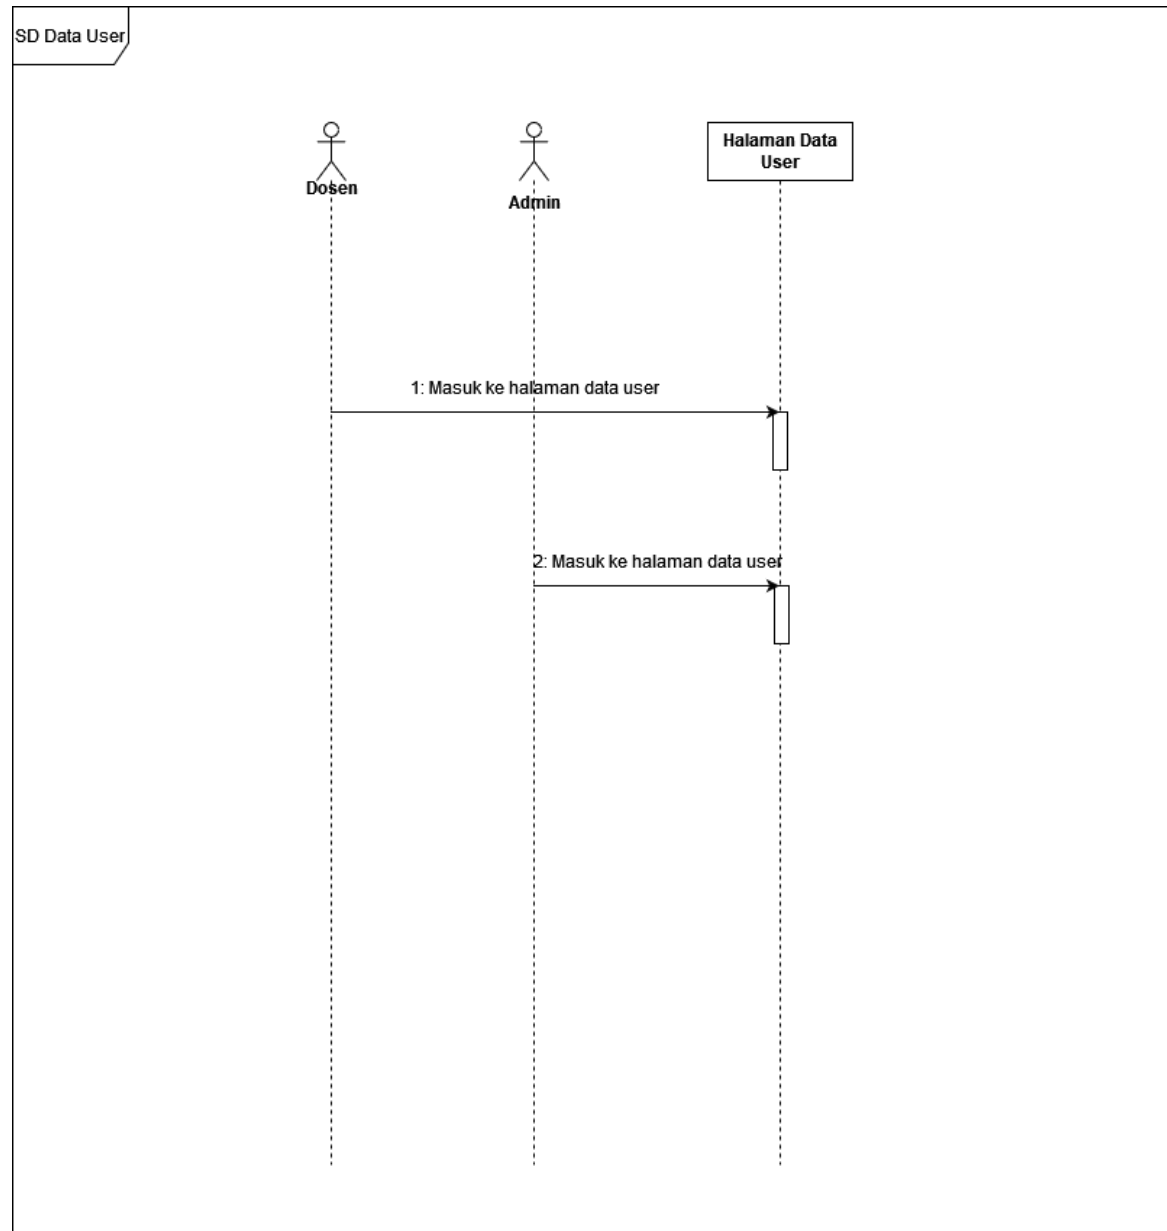 SD Data User
Dosen
Admin
Halaman Data
User
1: Masuk ke halaman data user
2: Masuk ke halaman data user